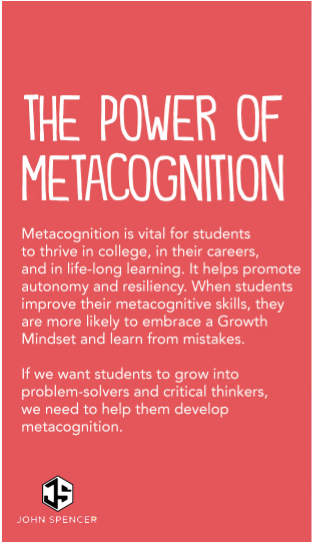 THE POWER OF
METACOGNITION
Metacognition is vital for students
to thrive in college, in their careers,
and in life-long learning. It helps promote
autonomy and resiliency. When students
improve their metacognitive skills, they
are more likely to embrace a Growth
Mindset and learn from mistakes.
If we want students to grow into
problem-solvers and critical thinkers,
we need to help them develop
metacognition.
JS
JOHN SPENCER